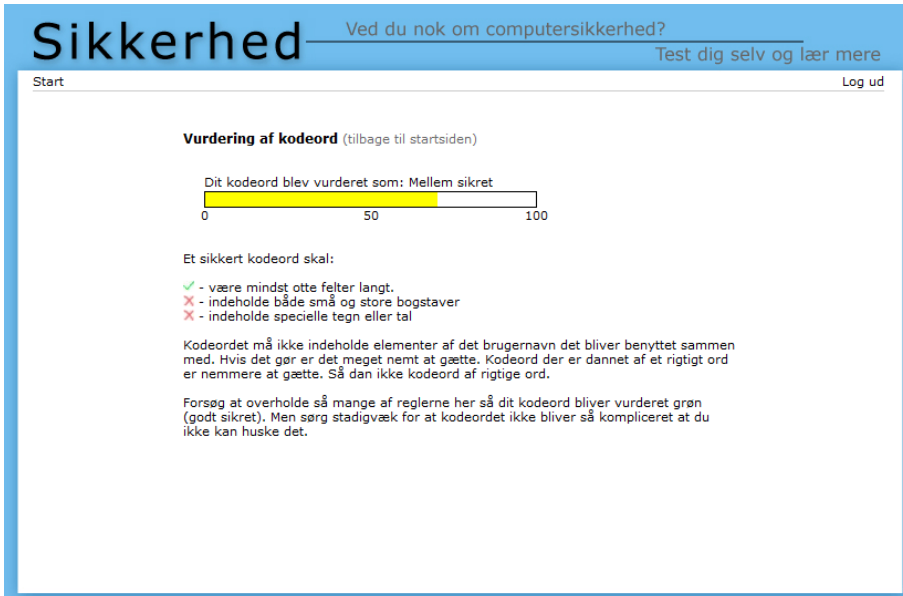 Sikkerhed
Ved du nok om computersikkerhed?
Test dig selv og lær mere
Start
Log ud
Vurdering af kodeord (tilbage til startsiden)
Dit kodeord blev vurderet som: Mellem sikret
0 50 100
Et sikkert kodeord skal:
- være mindst otte felter langt.
- indeholde både små og store bogstaver
- indeholde specielle tegn eller tal
Kodeordet må ikke indeholde elementer af det brugernavn det bliver benyttet sammen
med. Hvis det gør er det meget nemt at gætte. Kodeord der er dannet af et rigtigt ord
er nemmere at gætte. Så dan ikke kodeord af rigtige ord.
Forsøg at overholde så mange af reglerne her så dit kodeord bliver vurderet grøn
(godt sikret). Men sørg stadigvæk for at kodeordet ikke bliver så kompliceret at du
ikke kan huske det.